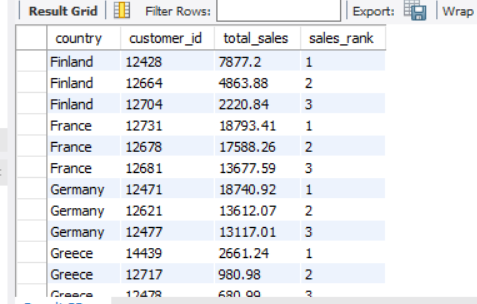 Result Grid Filter Rows: Export: Wrap
country customer_id total_sales sales_rank
Finland 12428 7877.2 1
Finland 12664 4863.88 2
Finland 12704 2220.84 3
France 12731 18793.41 1
France 12678 17588.26 2
France 12681 13677.59 3
Germany 12471 18740.92 1
Germany 12621 13612.07 2
Germany 12477 13117.01 3
Greece 14439 2661.24 1
Greece 12717 980.98 2
Greece 12478 680.99 3